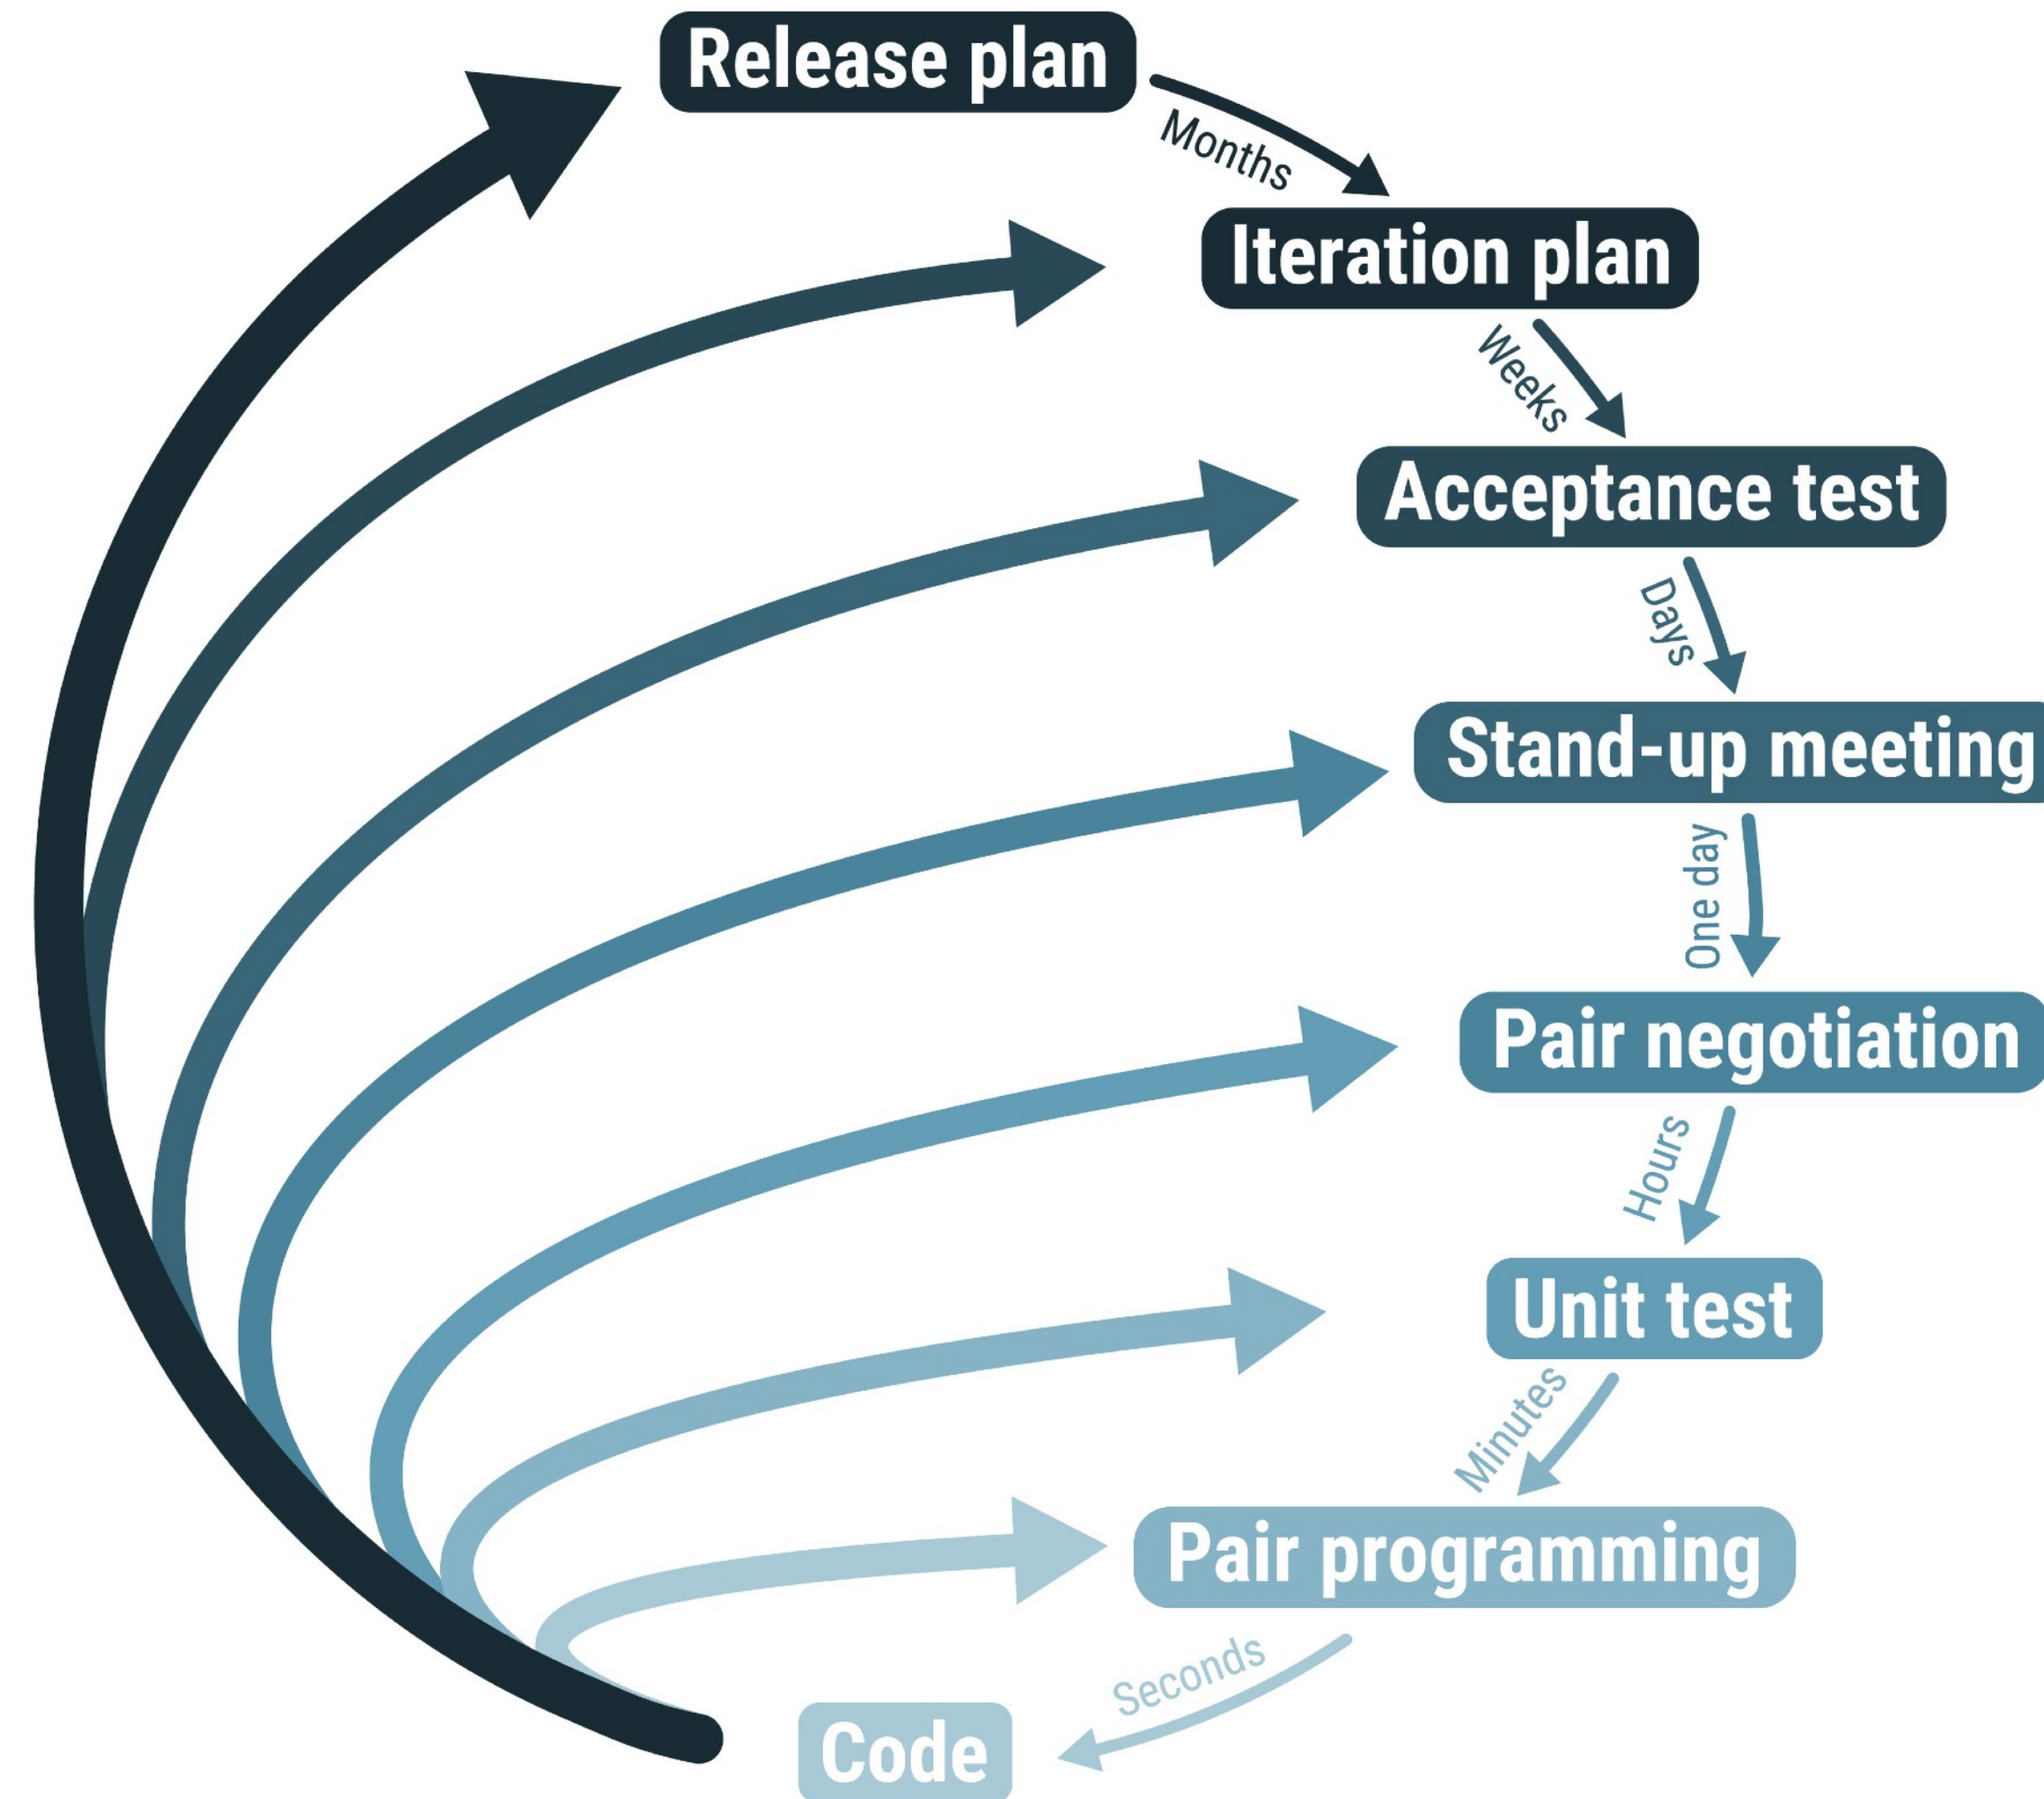 Release plan
Months
Iteration plan
Weeks
Acceptance test
Days
Stand-up meeting
One day
Pair negotiation
Hours
Unit test
Minutes
Pair programming
Seconds
Code